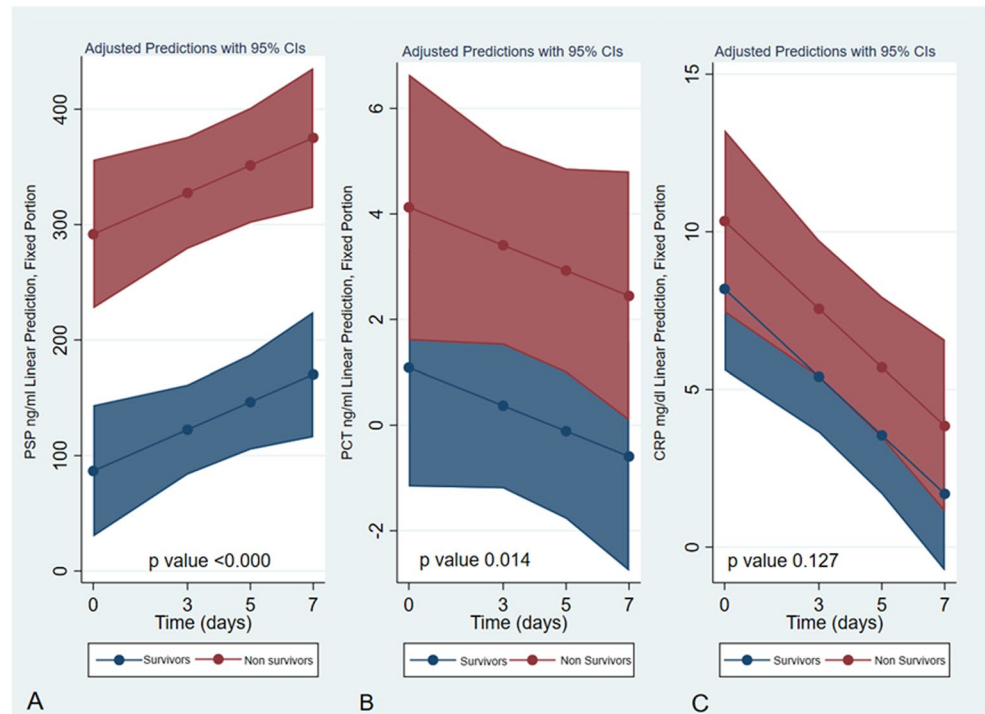 Adjusted Predictions with 95% CIs
PSP ng/ml Linear Prediction, Fixed Portion
400
300
200
100
0
p value <0.000
0 3 5 7
Time (days)
Survivors Non survivors
A
Adjusted Predictions with 95% CIs
PCT ng/ml Linear Prediction, Fixed Portion
6
4
2
0
-2
p value 0.014
0 3 5 7
Time (days)
Survivors Non Survivors
B
Adjusted Predictions with 95% CIs
CRP mg/dl Linear Prediction, Fixed Portion
15
10
5
0
p value 0.127
0 3 5 7
Time (days)
Survivors Non Survivors
C